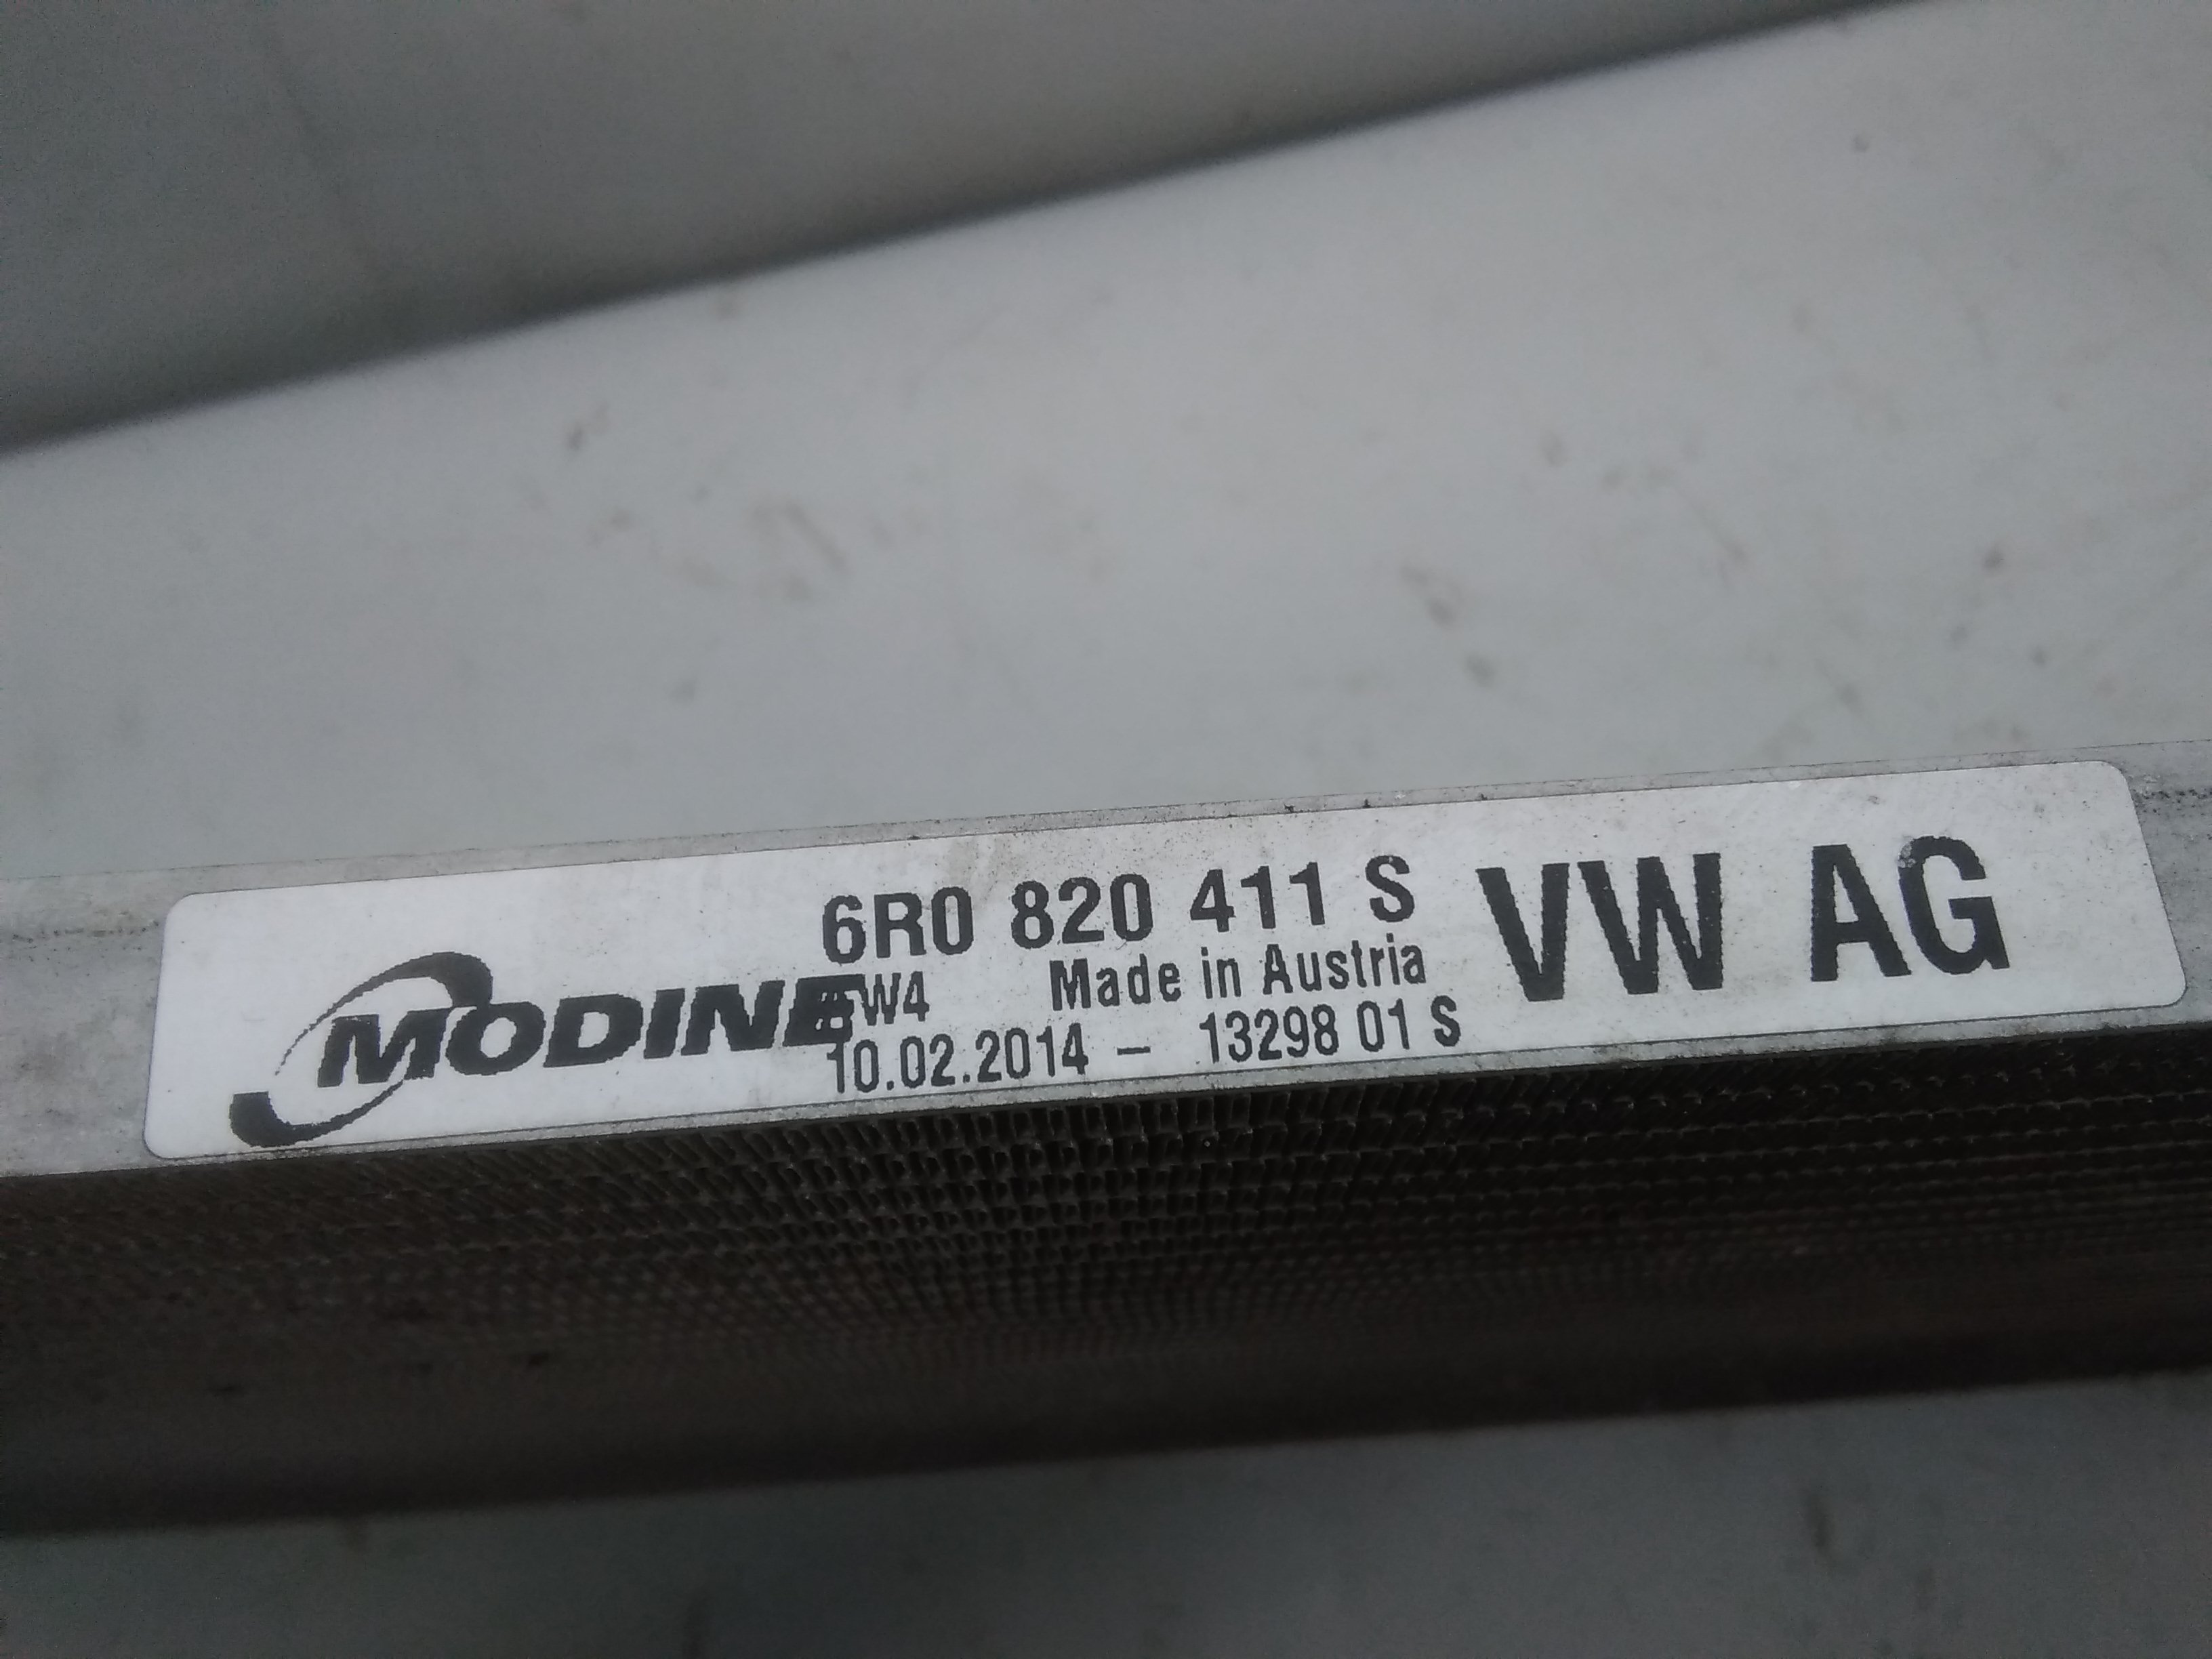 6R0 820 411 S
VW AG
MODINE
Made in Austria
10.02.2014 - 13298 01 S